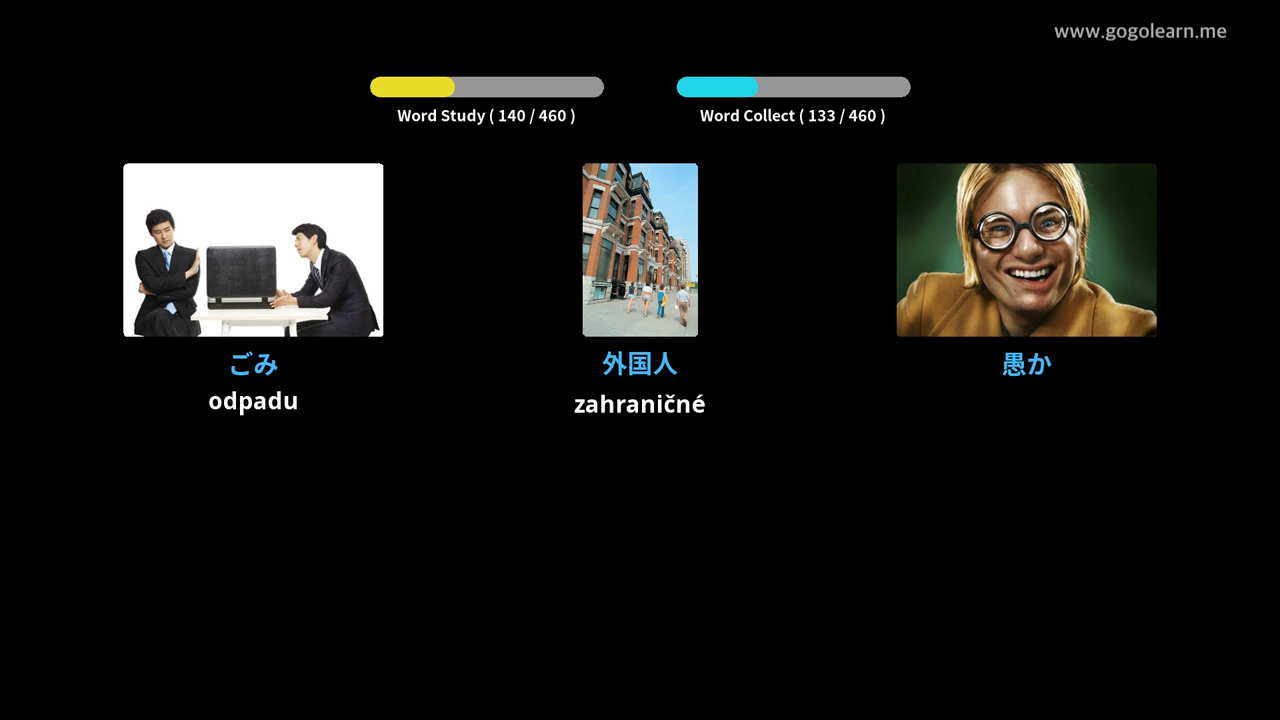 www.gogolearn.me
Word Study ( 140 / 460 )
Word Collect ( 133 / 460 )
ごみ
外国人
愚か
odpadu
zahraničné